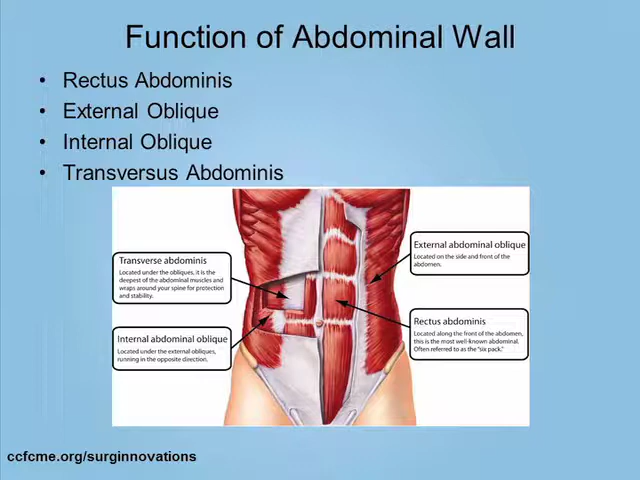 Function of Abdominal Wall
• Rectus Abdominis
• External Oblique
• Internal Oblique
• Transversus Abdominis
Transverse abdominis
Located under the obliques, it is the
deepest of the abdominal muscles and
wraps around your spine for protection
and stability.
Internal abdominal oblique
Located under the external obliques,
running in the opposite direction.
External abdominal oblique
Located on the side and front of the
abdomen.
Rectus abdominis
Located along the front of the abdomen,
this is the most well-known abdominal.
Often referred to as the "six pack."
ccfcme.org/surginnovations